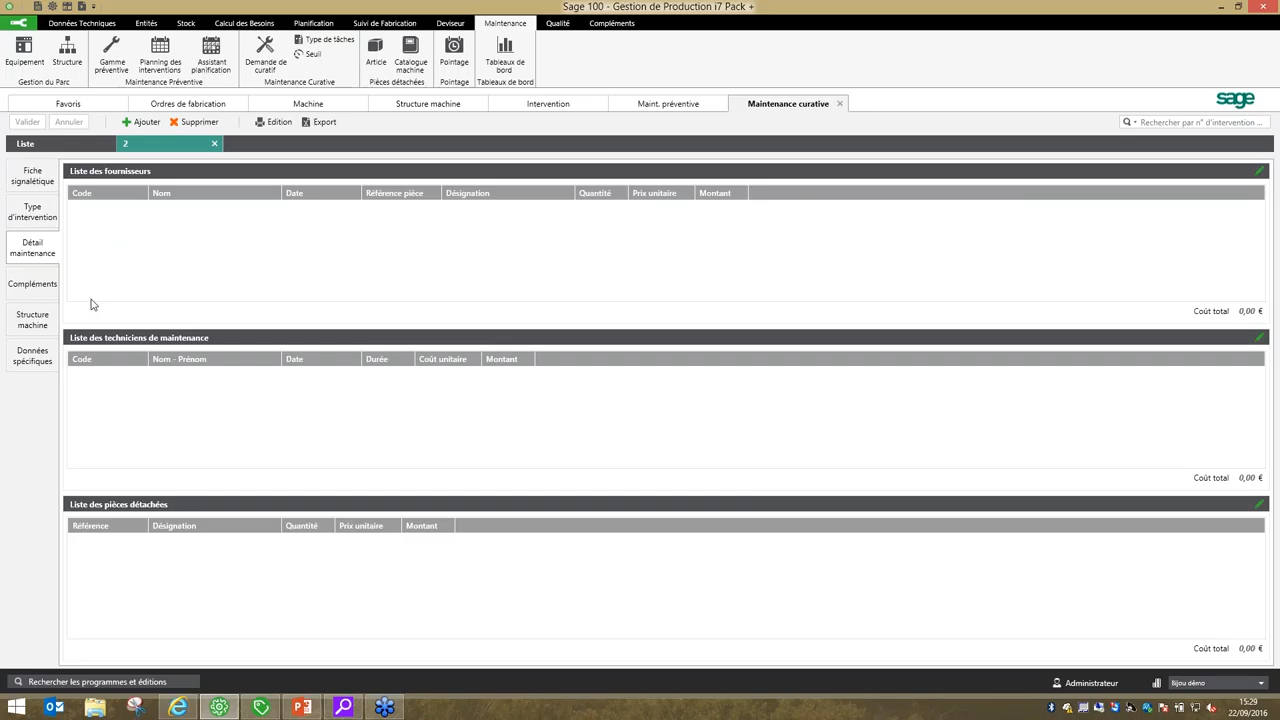 Sage 100 - Gestion de Production i7 Pack +
Données Techniques Entités Stock Calcul des Besoins Planification Suivi de Fabrication Deviseur Maintenance Qualité Compléments
Equipement Structure Gamme préventive Planning des interventions Assistant planification Demande de curatif Type de tâches Seuil Article Catalogue machine Pointage Tableaux de bord
Gestion du Parc Maintenance Préventive Maintenance Curative Pièces détachées Pointage Tableaux de bord
Favoris Ordres de fabrication Machine Structure machine Intervention Maint. préventive Maintenance curative
sage
Valider Annuler Ajouter Supprimer Edition Export Rechercher par n° d'intervention ...
Liste 2
Fiche signalétique
Type d'intervention
Détail maintenance
Compléments
Structure machine
Données spécifiques
Liste des fournisseurs
Code Nom Date Référence pièce Désignation Quantité Prix unitaire Montant
Coût total 0,00 €
Liste des techniciens de maintenance
Code Nom - Prénom Date Durée Coût unitaire Montant
Coût total 0,00 €
Liste des pièces détachées
Référence Désignation Quantité Prix unitaire Montant
Coût total 0,00 €
Rechercher les programmes et éditions Administrateur Bijou démo
15:29
22/09/2016